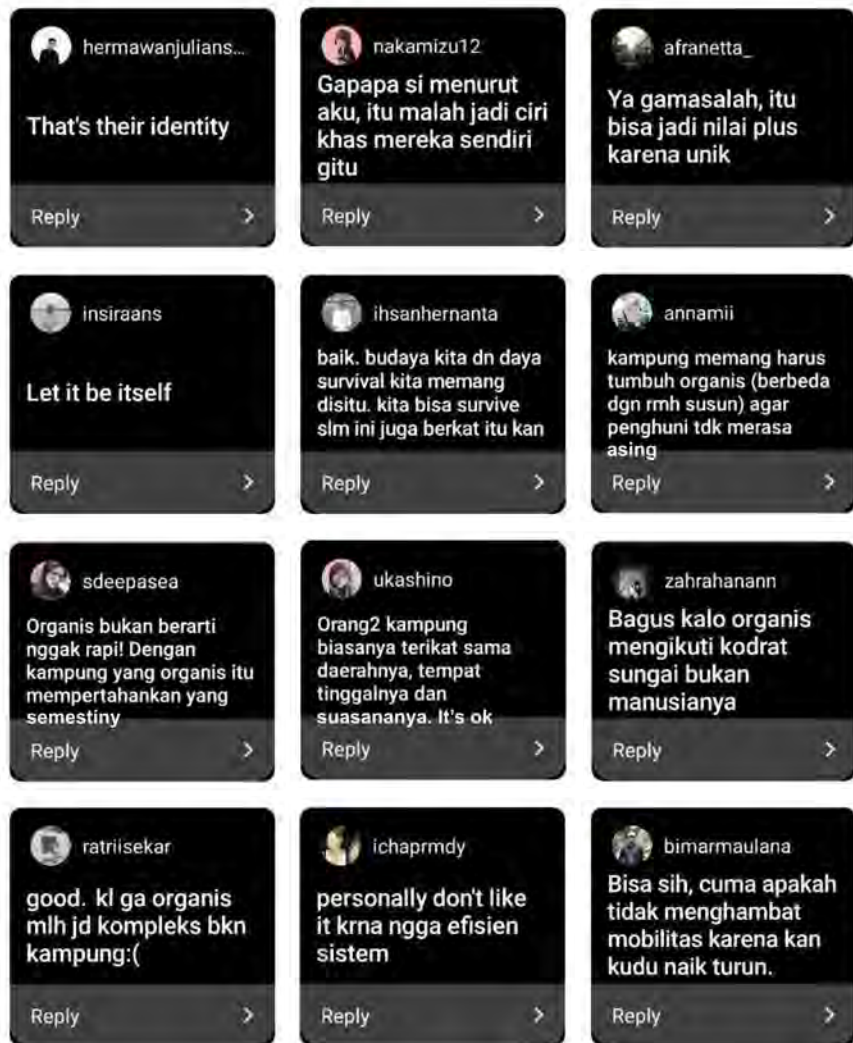 hermawanjulians...
That's their identity
Reply
nakamizu12
Gapapa si menurut
aku, itu malah jadi ciri
khas mereka sendiri
gitu
Reply
afranetta_
Ya gamasalah, itu
bisa jadi nilai plus
karena unik
Reply
insiraans
Let it be itself
Reply
ihsanhernanta
baik. budaya kita dn daya
survival kita memang
disitu. kita bisa survive
slm ini juga berkat itu kan
Reply
annamii
kampung memang harus
tumbuh organis (berbeda
dgn rmh susun) agar
penghuni tdk merasa
asing
Reply
sdeepasea
Organis bukan berarti
nggak rapi! Dengan
kampung yang organis itu
mempertahankan yang
semestiny
Reply
ukashino
Orang2 kampung
biasanya terikat sama
daerahnya, tempat
tinggalnya dan
suasananya. It's ok
Reply
zahrahanann
Bagus kalo organis
mengikuti kodrat
sungai bukan
manusianya
Reply
ratriisekar
good. kl ga organis
mlh jd kompleks bkn
kampung:(
Reply
ichaprmdy
personally don't like
it krna ngga efisien
sistem
Reply
bimarmaulana
Bisa sih, cuma apakah
tidak menghambat
mobilitas karena kan
kudu naik turun.
Reply